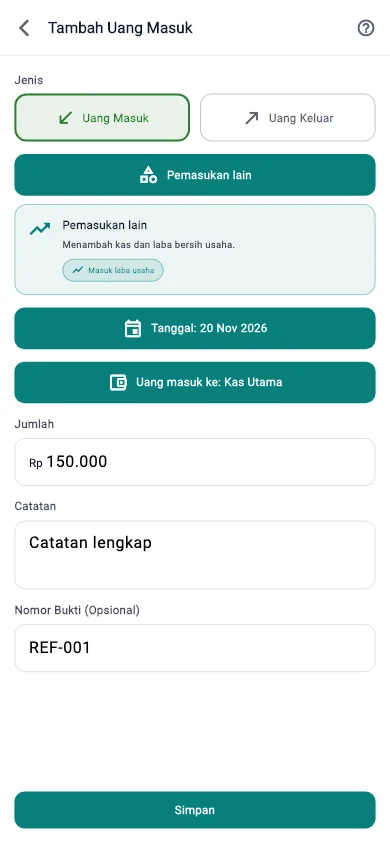 Tambah Uang Masuk
Jenis
Uang Masuk
Uang Keluar
Pemasukan lain
Pemasukan lain
Menambah kas dan laba bersih usaha.
Masuk laba usaha
Tanggal: 20 Nov 2026
Uang masuk ke: Kas Utama
Jumlah
Rp 150.000
Catatan
Catatan lengkap
Nomor Bukti (Opsional)
REF-001
Simpan